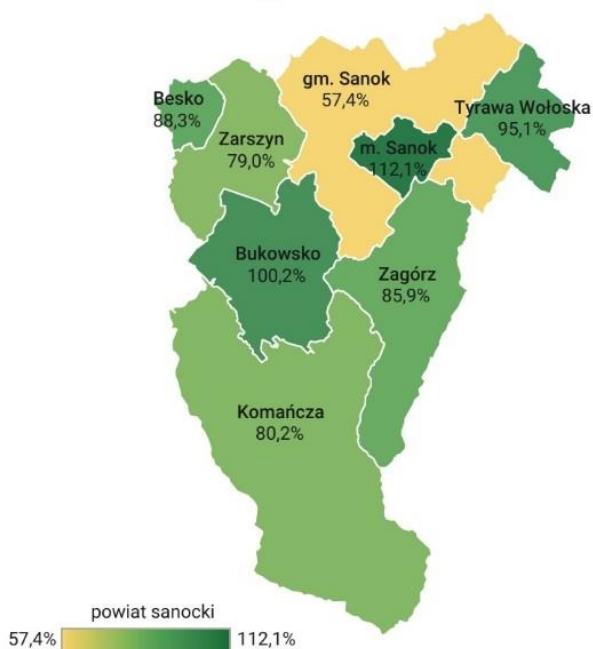 gm. Sanok
57,4%
Besko
88,3%
Tyrawa Wołoska
95,1%
Zarszyn
79,0%
m. Sanok
112,1%
Bukowsko
100,2%
Zagórz
85,9%
Komańcza
80,2%
powiat sanocki
57,4% 112,1%